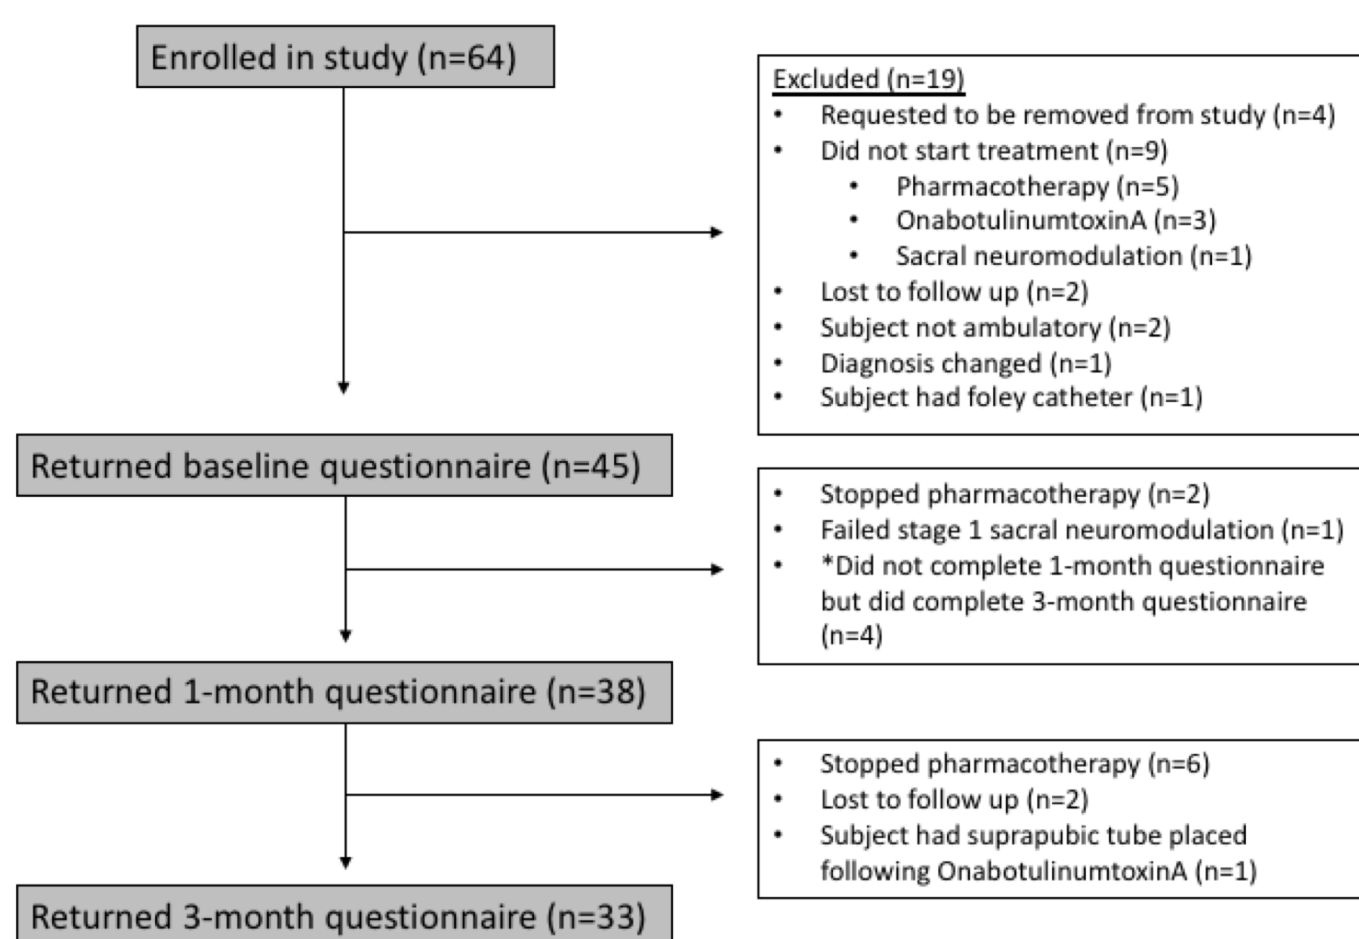 Enrolled in study (n=64)
Excluded (n=19)
• Requested to be removed from study (n=4)
• Did not start treatment (n=9)
• Pharmacotherapy (n=5)
• OnabotulinumtoxinA (n=3)
• Sacral neuromodulation (n=1)
• Lost to follow up (n=2)
• Subject not ambulatory (n=2)
• Diagnosis changed (n=1)
• Subject had foley catheter (n=1)
Returned baseline questionnaire (n=45)
• Stopped pharmacotherapy (n=2)
• Failed stage 1 sacral neuromodulation (n=1)
• *Did not complete 1-month questionnaire
but did complete 3-month questionnaire
(n=4)
Returned 1-month questionnaire (n=38)
• Stopped pharmacotherapy (n=6)
• Lost to follow up (n=2)
• Subject had suprapubic tube placed
following OnabotulinumtoxinA (n=1)
Returned 3-month questionnaire (n=33)